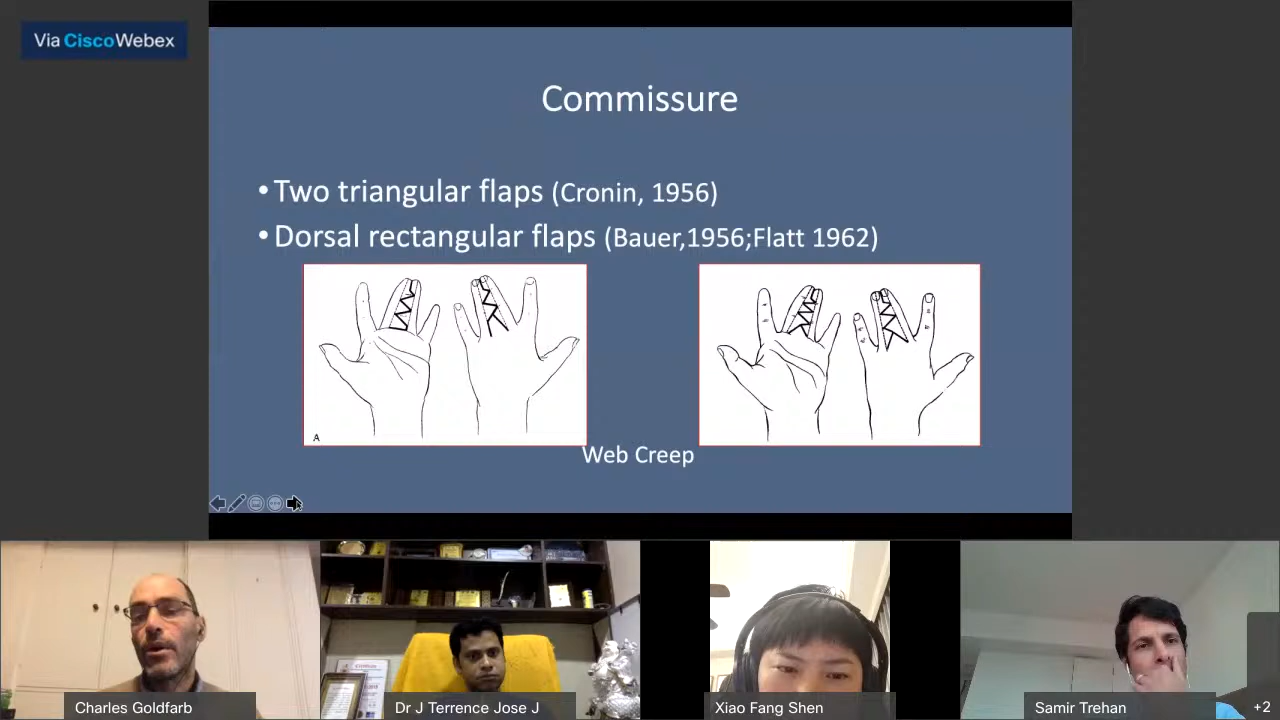 Via CiscoWebex
Commissure
• Two triangular flaps (Cronin, 1956)
• Dorsal rectangular flaps (Bauer,1956;Flatt 1962)
A
Web Creep
Charles Goldfarb
Dr J Terrence Jose J
Xiao Fang Shen
Samir Trehan
+2